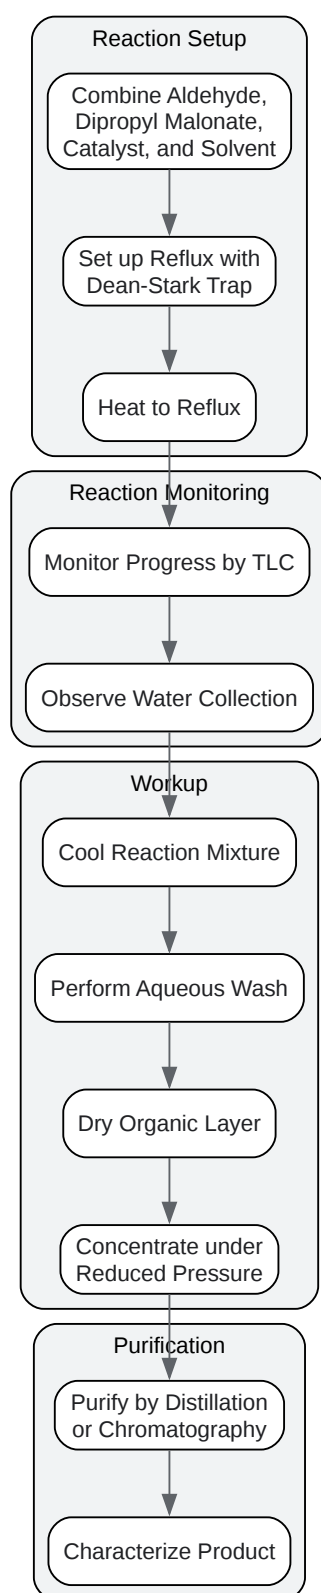 Reaction Setup
Combine Aldehyde,
Dipropyl Malonate,
Catalyst, and Solvent
Set up Reflux with
Dean-Stark Trap
Heat to Reflux
Reaction Monitoring
Monitor Progress by TLC
Observe Water Collection
Workup
Cool Reaction Mixture
Perform Aqueous Wash
Dry Organic Layer
Concentrate under
Reduced Pressure
Purification
Purify by Distillation
or Chromatography
Characterize Product